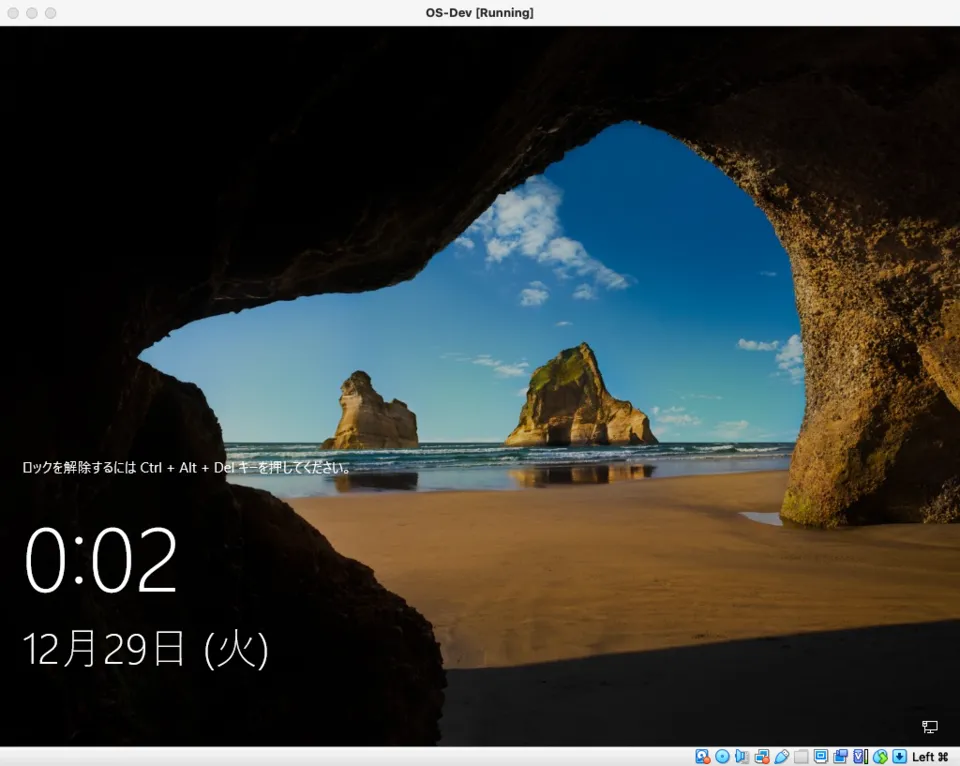 OS-Dev [Running]
ロックを解除するには Ctrl + Alt + Del キーを押してください。
0:02
12月29日 (火)
Left ⌘